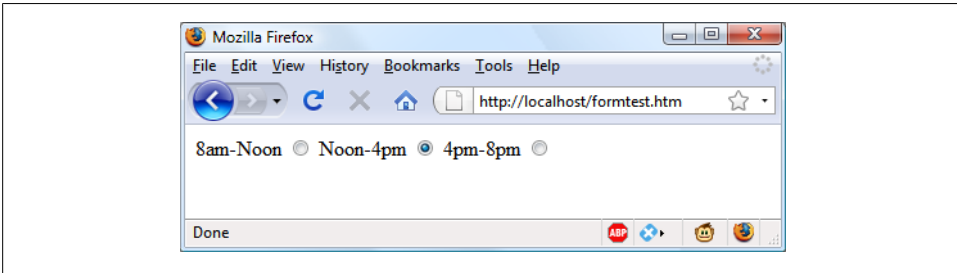 Mozilla Firefox
File Edit View History Bookmarks Tools Help
http://localhost/formtest.htm
8am-Noon Noon-4pm 4pm-8pm
Done ABP